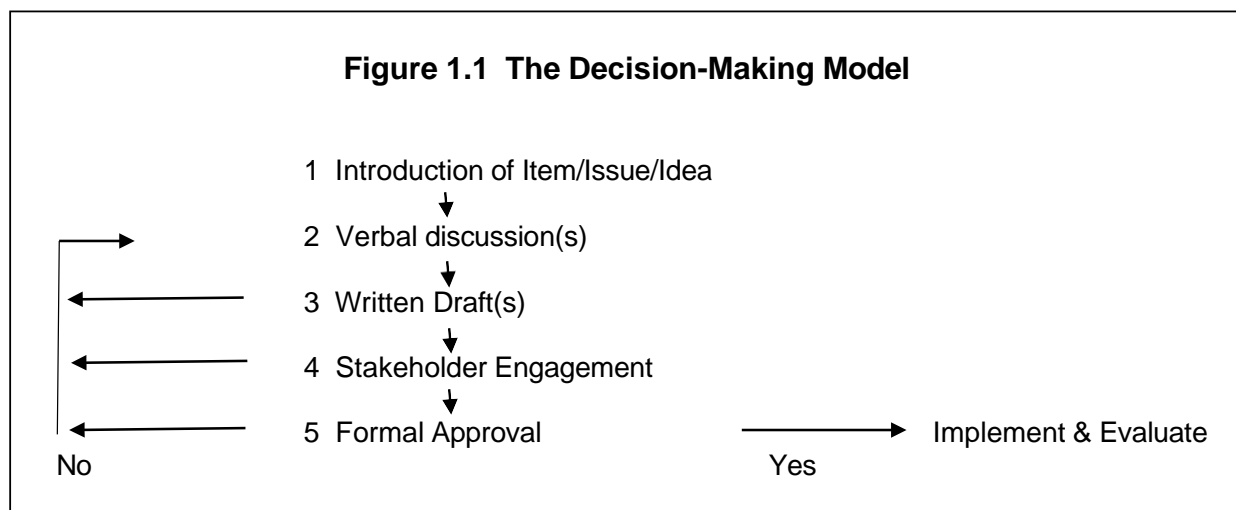 Figure 1.1 The Decision-Making Model
1 Introduction of Item/Issue/Idea
2 Verbal discussion(s)
3 Written Draft(s)
4 Stakeholder Engagement
5 Formal Approval
Implement & Evaluate
No
Yes